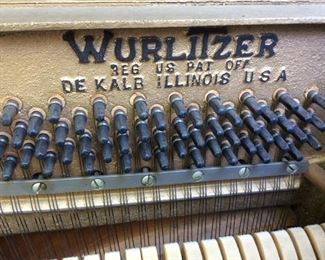 WURLITZER
REG US PAT OFF
DE KALB ILLINOIS USA